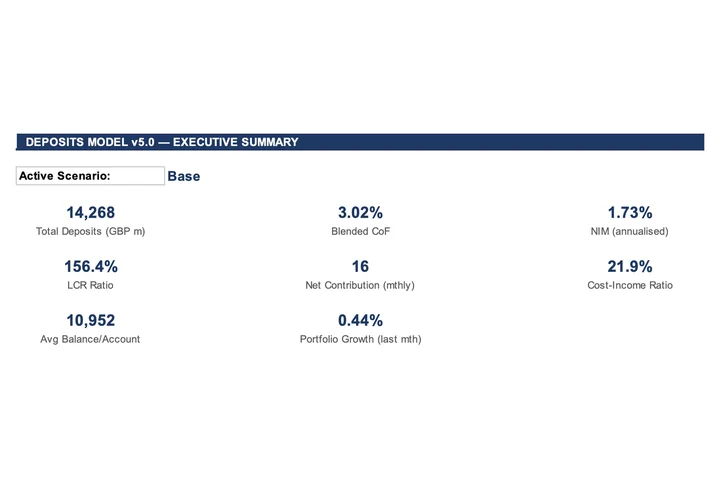 DEPOSITS MODEL v5.0 — EXECUTIVE SUMMARY
Active Scenario: Base
14,268 3.02% 1.73%
Total Deposits (GBP m) Blended CoF NIM (annualised)
156.4% 16 21.9%
LCR Ratio Net Contribution (mthly) Cost-Income Ratio
10,952 0.44%
Avg Balance/Account Portfolio Growth (last mth)